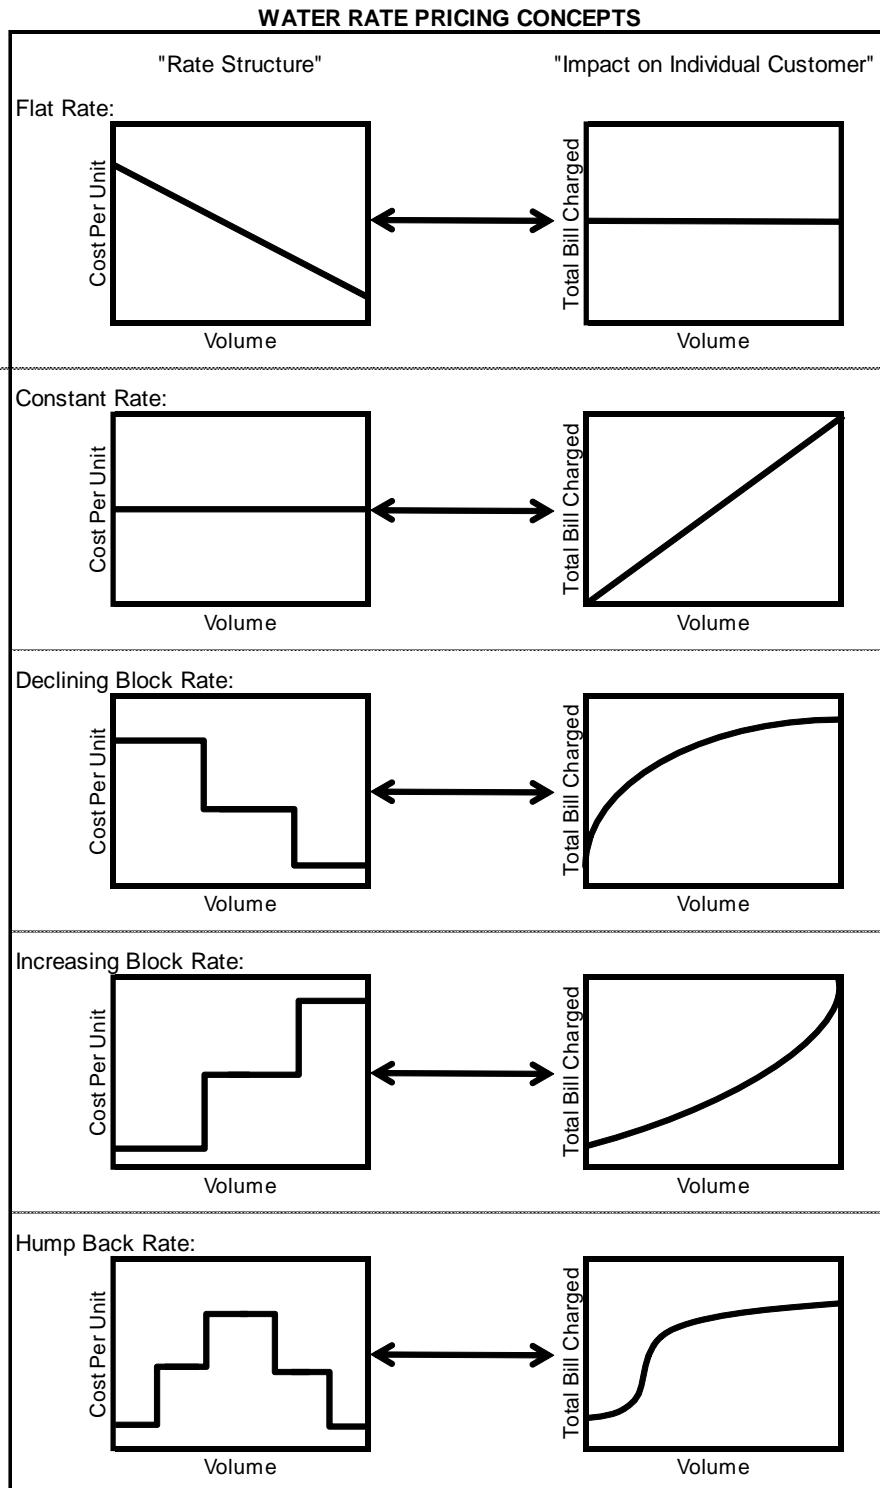 WATER RATE PRICING CONCEPTS
"Rate Structure"
"Impact on Individual Customer"
Flat Rate:
Cost Per Unit
Volume
Total Bill Charged
Volume
Constant Rate:
Cost Per Unit
Volume
Total Bill Charged
Volume
Declining Block Rate:
Cost Per Unit
Volume
Total Bill Charged
Volume
Increasing Block Rate:
Cost Per Unit
Volume
Total Bill Charged
Volume
Hump Back Rate:
Cost Per Unit
Volume
Total Bill Charged
Volume